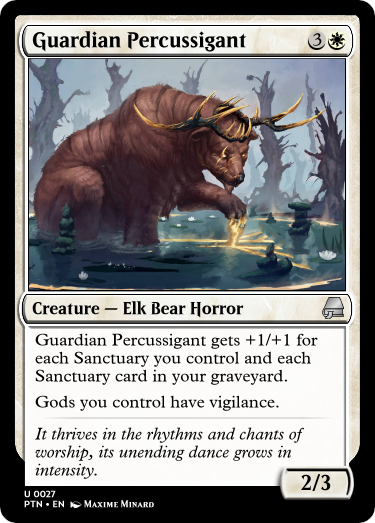 Guardian Percussigant 3
Creature — Elk Bear Horror
Guardian Percussigant gets +1/+1 for
each Sanctuary you control and each
Sanctuary card in your graveyard.
Gods you control have vigilance.
It thrives in the rhythms and chants of
worship, its unending dance grows in
intensity.
2/3
U 0027
PTN • EN Maxime Minard